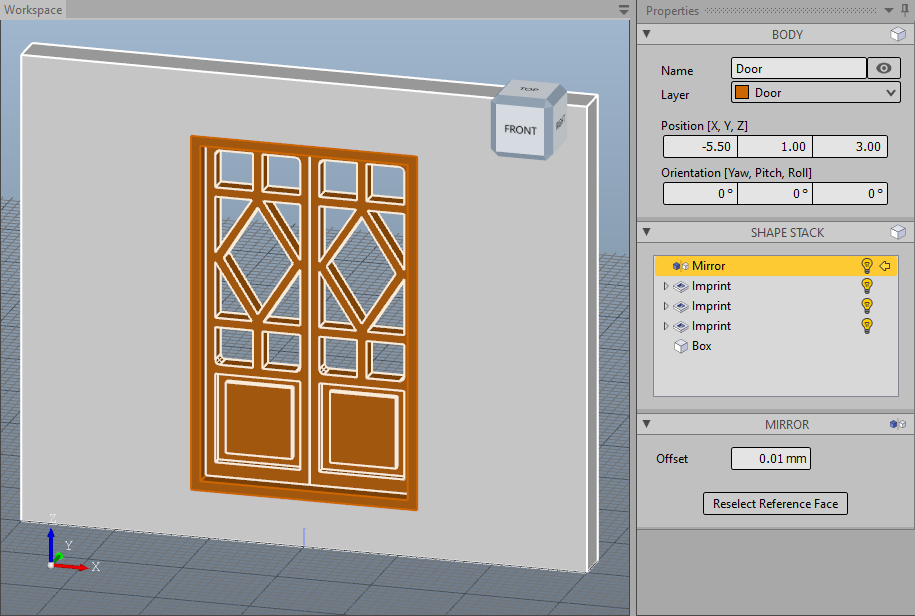 Workspace
Properties
BODY
Name
Door
Layer
Door
Position [X, Y, Z]
-5.50
1.00
3.00
Orientation [Yaw, Pitch, Roll]
0°
0°
0°
SHAPE STACK
Mirror
Imprint
Imprint
Imprint
Box
MIRROR
Offset
0.01 mm
Reselect Reference Face
TOP
FRONT
RIGHT
Z
Y
X